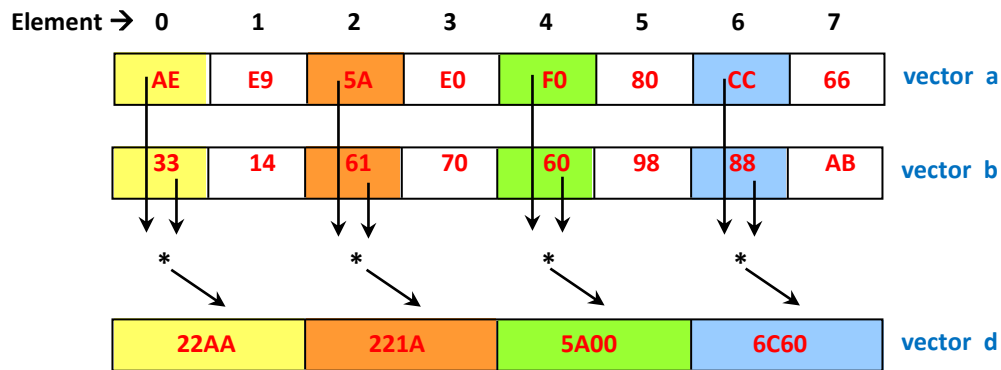 Element → 0 1 2 3 4 5 6 7
AE E9 5A E0 F0 80 CC 66 vector a
33 14 61 70 60 98 88 AB vector b
* * * *
22AA 221A 5A00 6C60 vector d